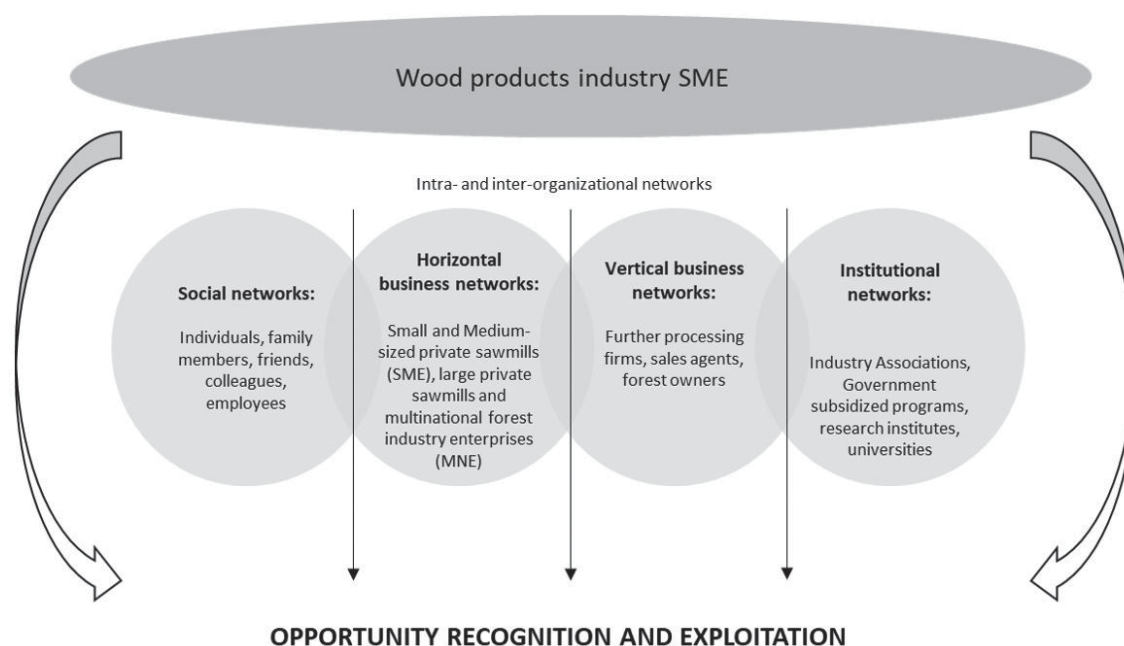 Wood products industry SME
Intra- and inter-organizational networks
Social networks:
Individuals, family
members, friends,
colleagues,
employees
Horizontal
business networks:
Small and Medium-
sized private sawmills
(SME), large private
sawmills and
multinational forest
industry enterprises
(MNE)
Vertical business
networks:
Further processing
firms, sales agents,
forest owners
Institutional
networks:
Industry Associations,
Government
subsidized programs,
research institutes,
universities
OPPORTUNITY RECOGNITION AND EXPLOITATION